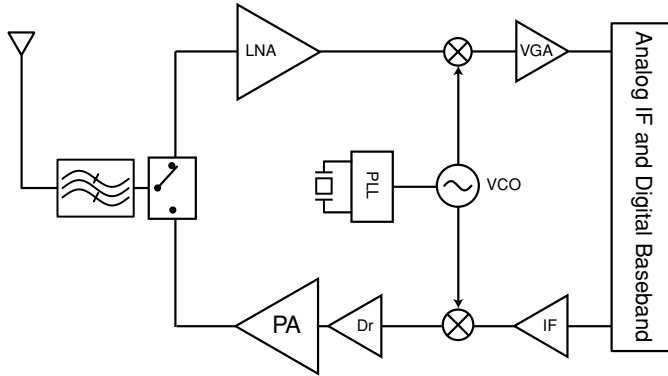 LNA
VGA
PLL
VCO
PA
Dr
IF
Analog IF and Digital Baseband